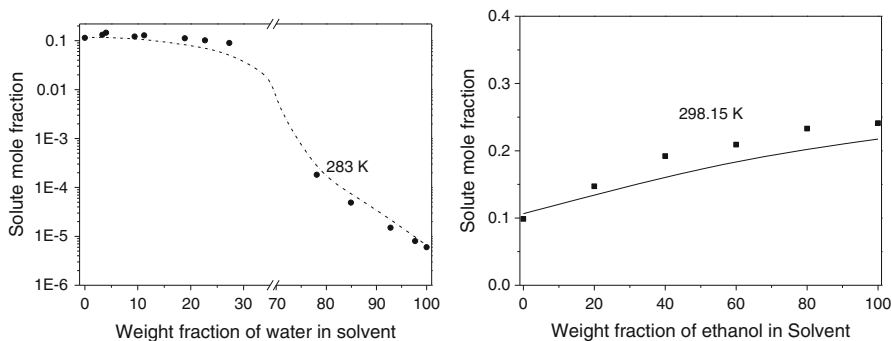 0.1
0.01
1E-3
1E-4
1E-5
1E-6
Solute mole fraction
283 K
0 10 20 30 70 80 90 100
Weight fraction of water in solvent
0.4
0.3
0.2
0.1
0.0
Solute mole fraction
298.15 K
0 20 40 60 80 100
Weight fraction of ethanol in Solvent